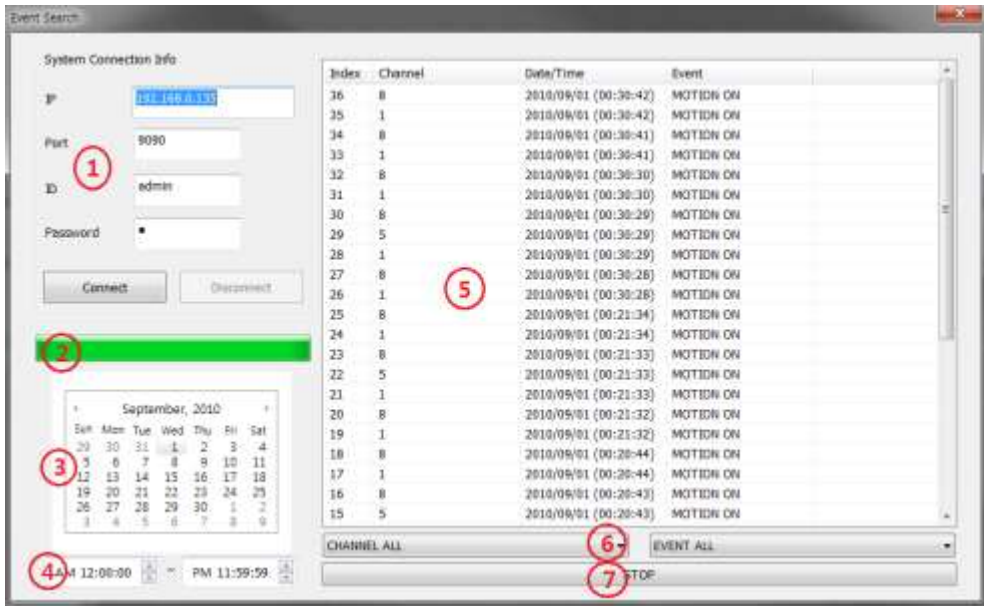 Event Search
System Connection Info
IP 192.168.0.135
Port 9090
1
ID admin
Password
Connect Disconnect
2
September, 2010
Sun Mon Tue Wed Thu Fri Sat
29 30 31 1 2 3 4
5 6 7 8 9 10 11
12 13 14 15 16 17 18
19 20 21 22 23 24 25
26 27 28 29 30 1 2
3 4 5 6 7 8 9
3
4 AM 12:00:00 ~ PM 11:59:59
Index Channel Date/Time Event
36 8 2010/09/01 (00:30:42) MOTION ON
35 1 2010/09/01 (00:30:42) MOTION ON
34 8 2010/09/01 (00:30:41) MOTION ON
33 1 2010/09/01 (00:30:41) MOTION ON
32 8 2010/09/01 (00:30:30) MOTION ON
31 1 2010/09/01 (00:30:30) MOTION ON
30 8 2010/09/01 (00:30:29) MOTION ON
29 5 2010/09/01 (00:30:29) MOTION ON
28 1 2010/09/01 (00:30:29) MOTION ON
27 8 2010/09/01 (00:30:28) MOTION ON
26 1 2010/09/01 (00:30:28) MOTION ON
25 8 2010/09/01 (00:21:34) MOTION ON
24 1 2010/09/01 (00:21:34) MOTION ON
23 8 2010/09/01 (00:21:33) MOTION ON
22 5 2010/09/01 (00:21:33) MOTION ON
21 1 2010/09/01 (00:21:33) MOTION ON
20 8 2010/09/01 (00:21:32) MOTION ON
19 1 2010/09/01 (00:21:32) MOTION ON
18 8 2010/09/01 (00:20:44) MOTION ON
17 1 2010/09/01 (00:20:44) MOTION ON
16 8 2010/09/01 (00:20:43) MOTION ON
15 5 2010/09/01 (00:20:43) MOTION ON
5
CHANNEL ALL 6 EVENT ALL
7 STOP